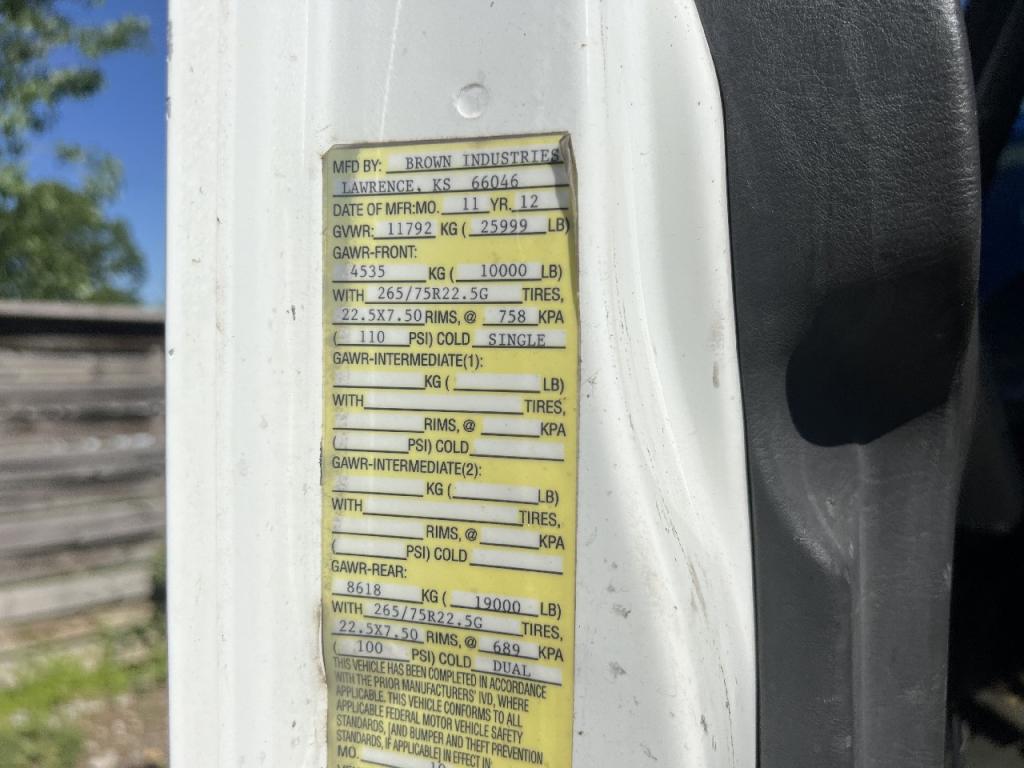 MFD BY: BROWN INDUSTRIES
LAWRENCE, KS 66046
DATE OF MFR:MO. 11 YR. 12
GVWR: 11792 KG ( 25999 LB)
GAWR-FRONT:
4535 KG ( 10000 LB)
WITH 265/75R22.5G TIRES,
22.5X7.50 RIMS, @ 758 KPA
( 110 PSI) COLD SINGLE
GAWR-INTERMEDIATE(1):
KG ( LB)
WITH TIRES,
RIMS, @ KPA
( PSI) COLD
GAWR-INTERMEDIATE(2):
KG ( LB)
WITH TIRES,
RIMS, @ KPA
( PSI) COLD
GAWR-REAR:
8618 KG ( 19000 LB)
WITH 265/75R22.5G TIRES,
22.5X7.50 RIMS, @ 689 KPA
( 100 PSI) COLD DUAL
THIS VEHICLE HAS BEEN COMPLETED IN ACCORDANCE
WITH THE PRIOR MANUFACTURERS' IVD, WHERE
APPLICABLE. THIS VEHICLE CONFORMS TO ALL
APPLICABLE FEDERAL MOTOR VEHICLE SAFETY
STANDARDS, [AND BUMPER AND THEFT PREVENTION
STANDARDS, IF APPLICABLE] IN EFFECT IN:
MO.